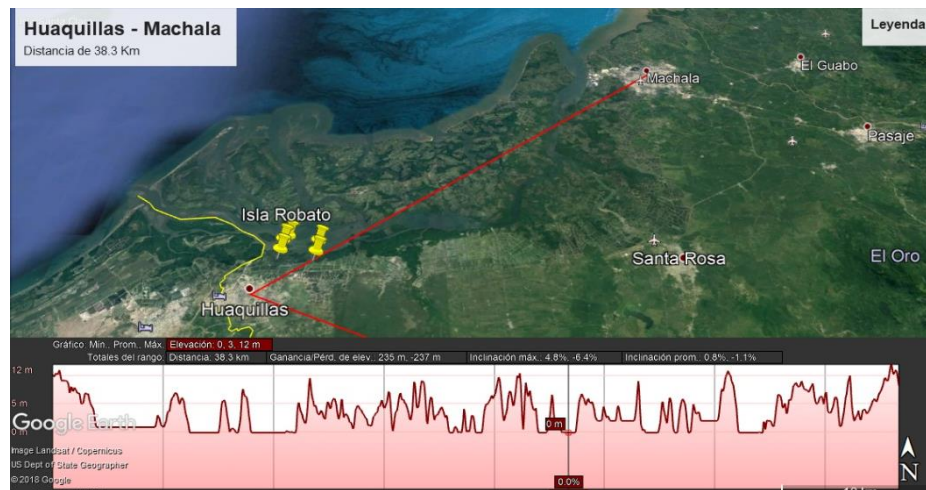 Huaquillas - Machala
Distancia de 38.3 Km
Leyenda
Machala
El Guabo
Pasaje
Isla Robato
Santa Rosa
El Oro
Huaquillas
Gráfico: Mín., Prom., Máx. Elevación: 0, 3, 12 m
Totales del rango: Distancia: 38.3 km Ganancia/Pérd. de elev.: 235 m, -237 m Inclinación máx.: 4.8%, -6.4% Inclinación prom.: 0.8%, -1.1%
12 m
5 m
0 m
Google Earth
0 m
Image Landsat / Copernicus
US Dept of State Geographer
© 2018 Google
0.0%
N